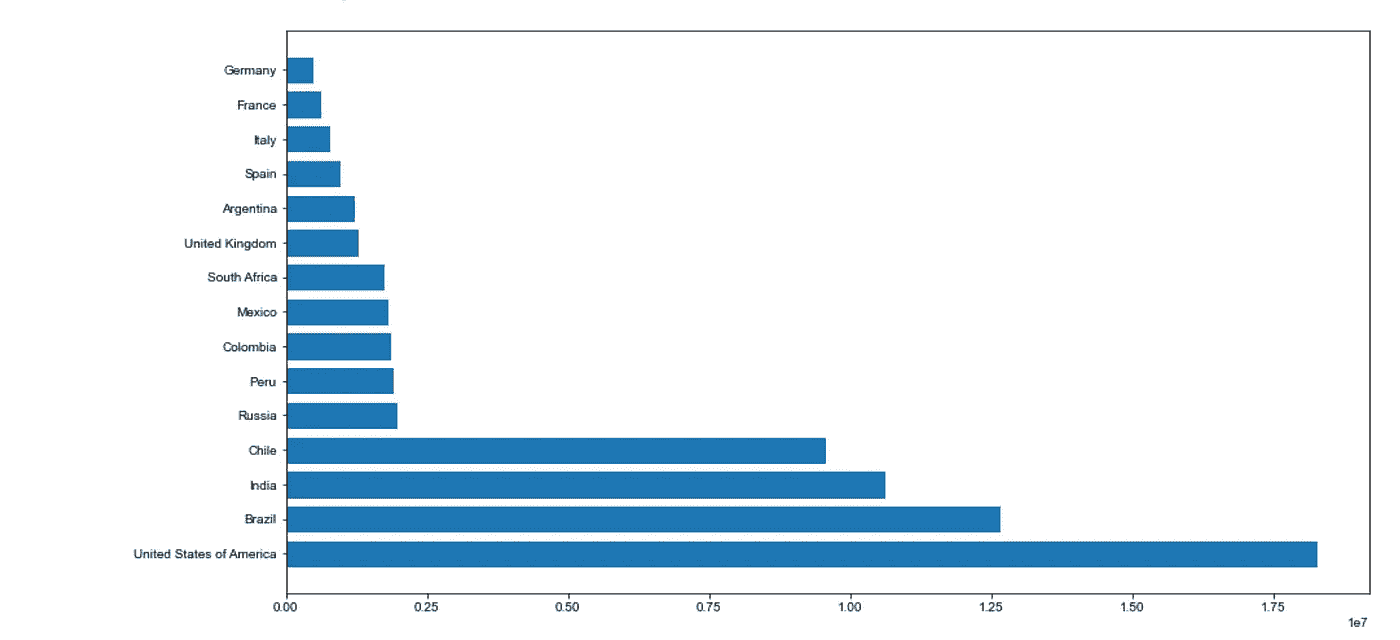 Germany
France
Italy
Spain
Argentina
United Kingdom
South Africa
Mexico
Colombia
Peru
Russia
Chile
India
Brazil
United States of America
0.00 0.25 0.50 0.75 1.00 1.25 1.50 1.75
1e7